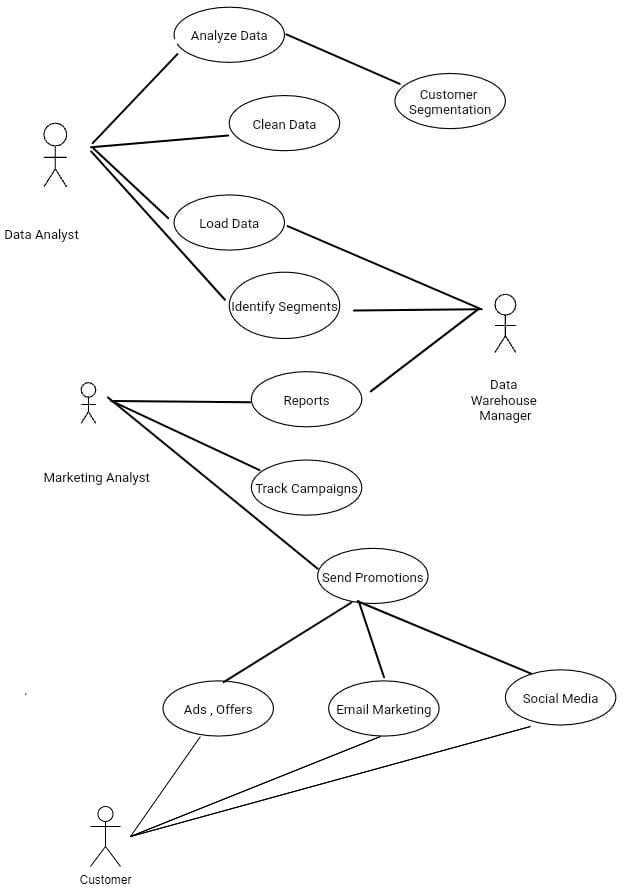 Analyze Data
Customer
Segmentation
Clean Data
Data Analyst
Load Data
Identify Segments
Data
Warehouse
Manager
Reports
Marketing Analyst
Track Campaigns
Send Promotions
Ads , Offers
Email Marketing
Social Media
Customer